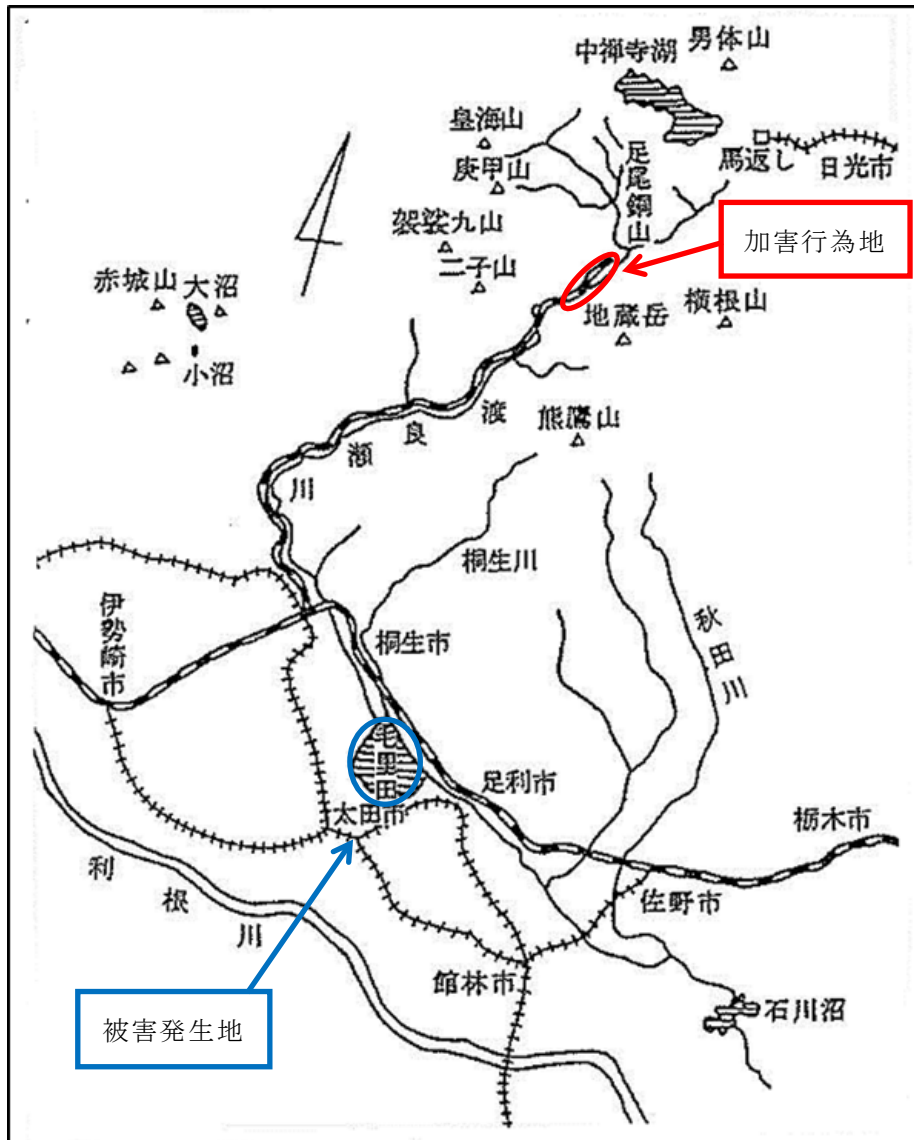 男体山
中禅寺湖
皇海山
庚甲山
足尾銅山
馬返し
日光市
袈裟丸山
二子山
加害行為地
赤城山
大沼
小沼
地蔵岳
横根山
渡良瀬川
熊鷹山
桐生川
秋田川
伊勢崎市
桐生市
毛里田
太田市
足利市
栃木市
利根川
佐野市
館林市
石川沼
被害発生地